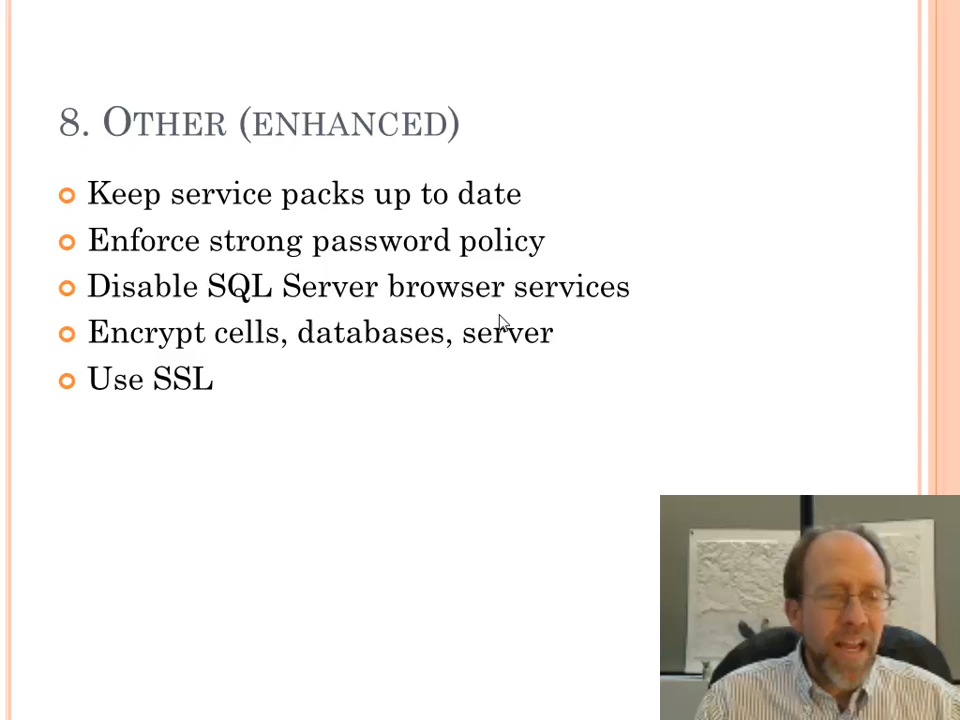 8. Other (enhanced)
Keep service packs up to date
Enforce strong password policy
Disable SQL Server browser services
Encrypt cells, databases, server
Use SSL